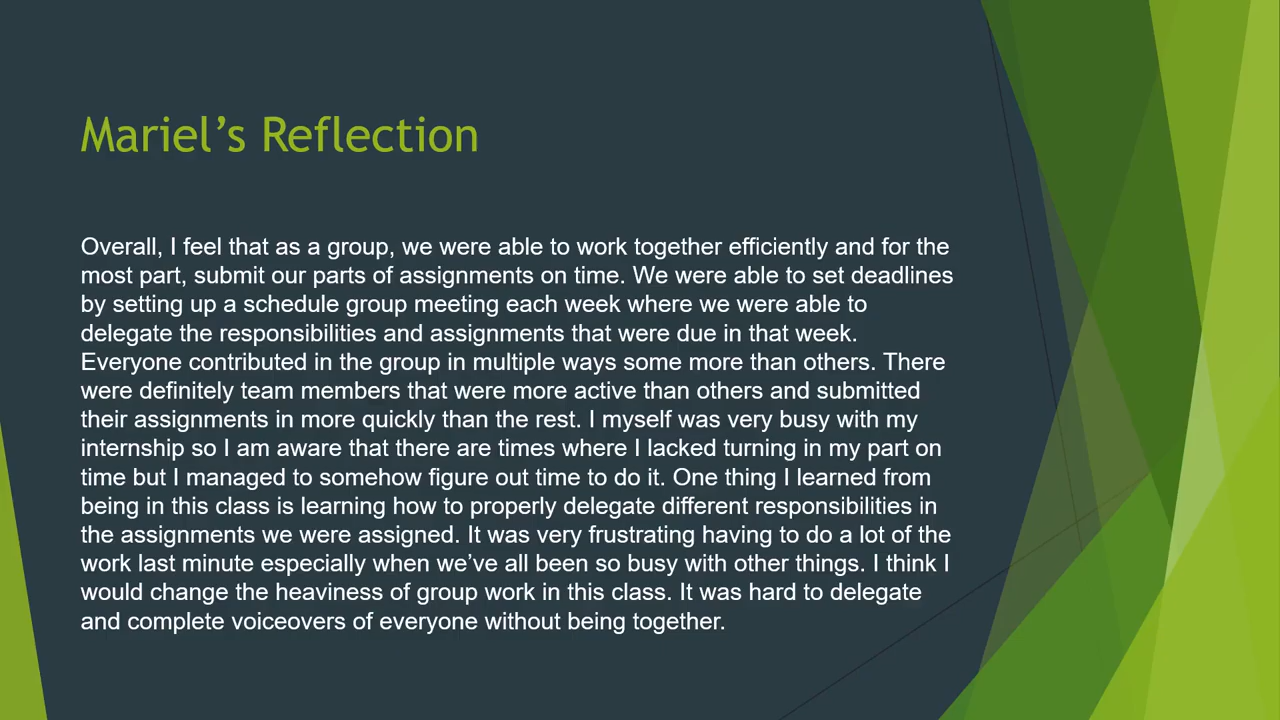 Mariel’s Reflection
Overall, I feel that as a group, we were able to work together efficiently and for the
most part, submit our parts of assignments on time. We were able to set deadlines
by setting up a schedule group meeting each week where we were able to
delegate the responsibilities and assignments that were due in that week.
Everyone contributed in the group in multiple ways some more than others. There
were definitely team members that were more active than others and submitted
their assignments in more quickly than the rest. I myself was very busy with my
internship so I am aware that there are times where I lacked turning in my part on
time but I managed to somehow figure out time to do it. One thing I learned from
being in this class is learning how to properly delegate different responsibilities in
the assignments we were assigned. It was very frustrating having to do a lot of the
work last minute especially when we’ve all been so busy with other things. I think I
would change the heaviness of group work in this class. It was hard to delegate
and complete voiceovers of everyone without being together.